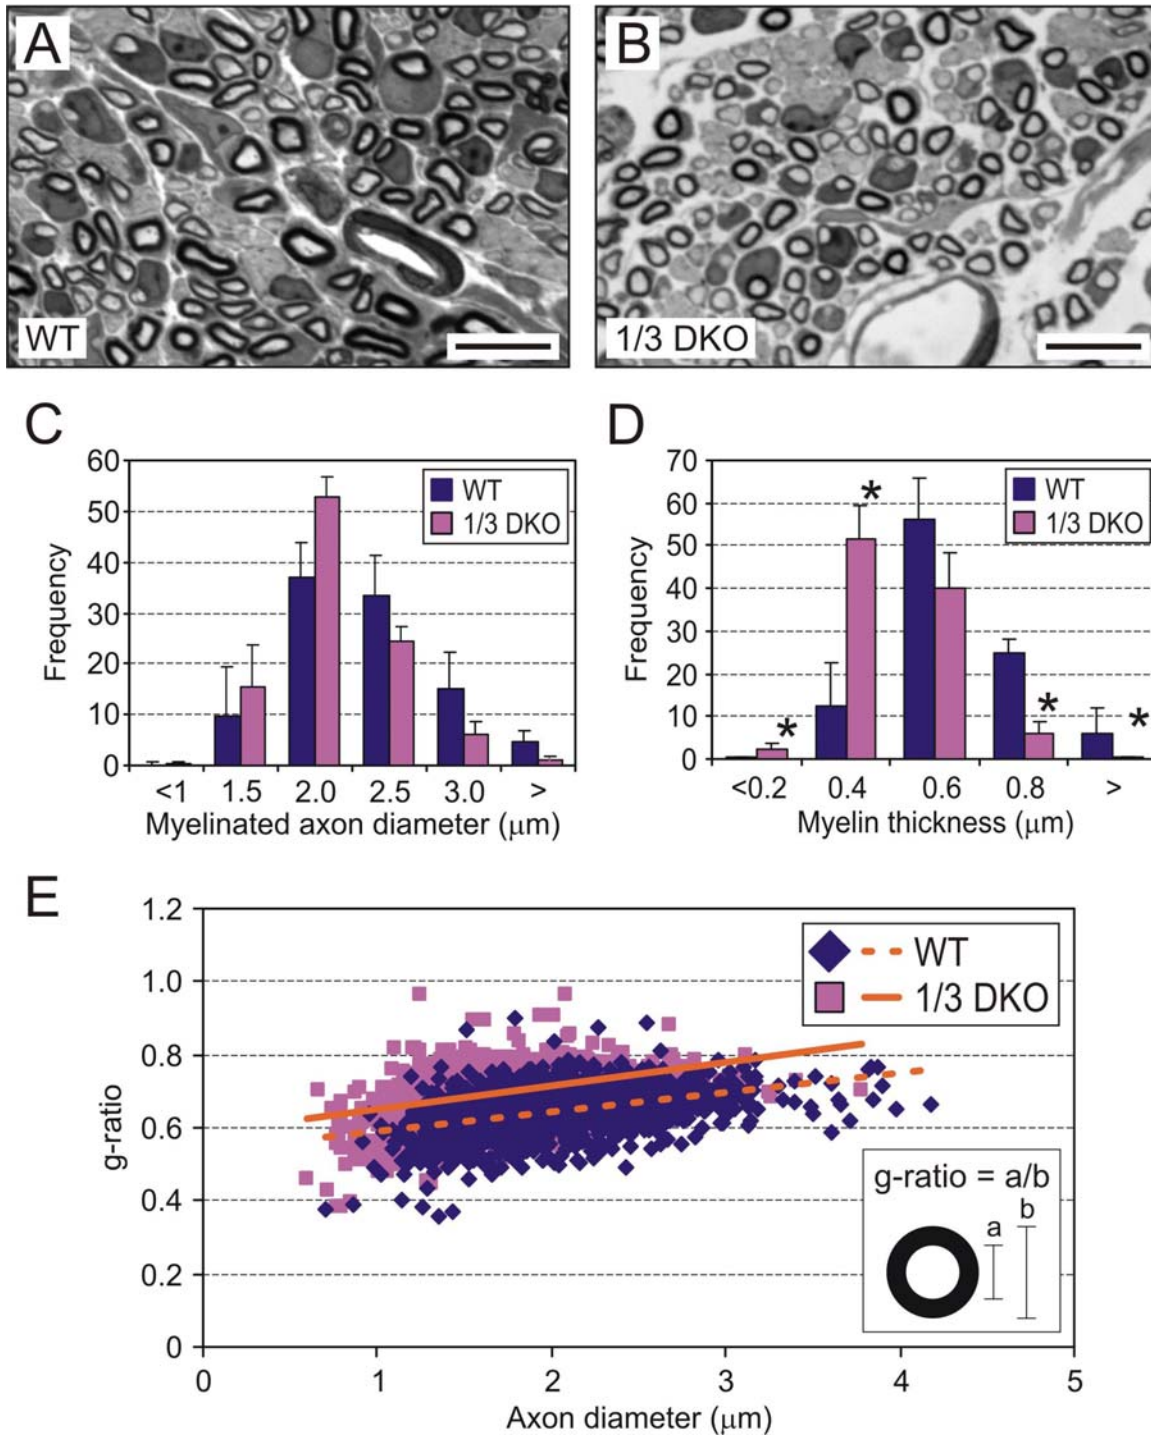 A
B
WT
1/3 DKO
C
D
60
50
40
30
20
10
0
Frequency
WT
1/3 DKO
<1 1.5 2.0 2.5 3.0 >
Myelinated axon diameter (μm)
70
60
50
40
30
20
10
0
Frequency
WT
1/3 DKO
*
*
*
*
<0.2 0.4 0.6 0.8 >
Myelin thickness (μm)
E
1.2
1.0
0.8
0.6
0.4
0.2
0
g-ratio
WT
1/3 DKO
g-ratio = a/b
a
b
0 1 2 3 4 5
Axon diameter (μm)